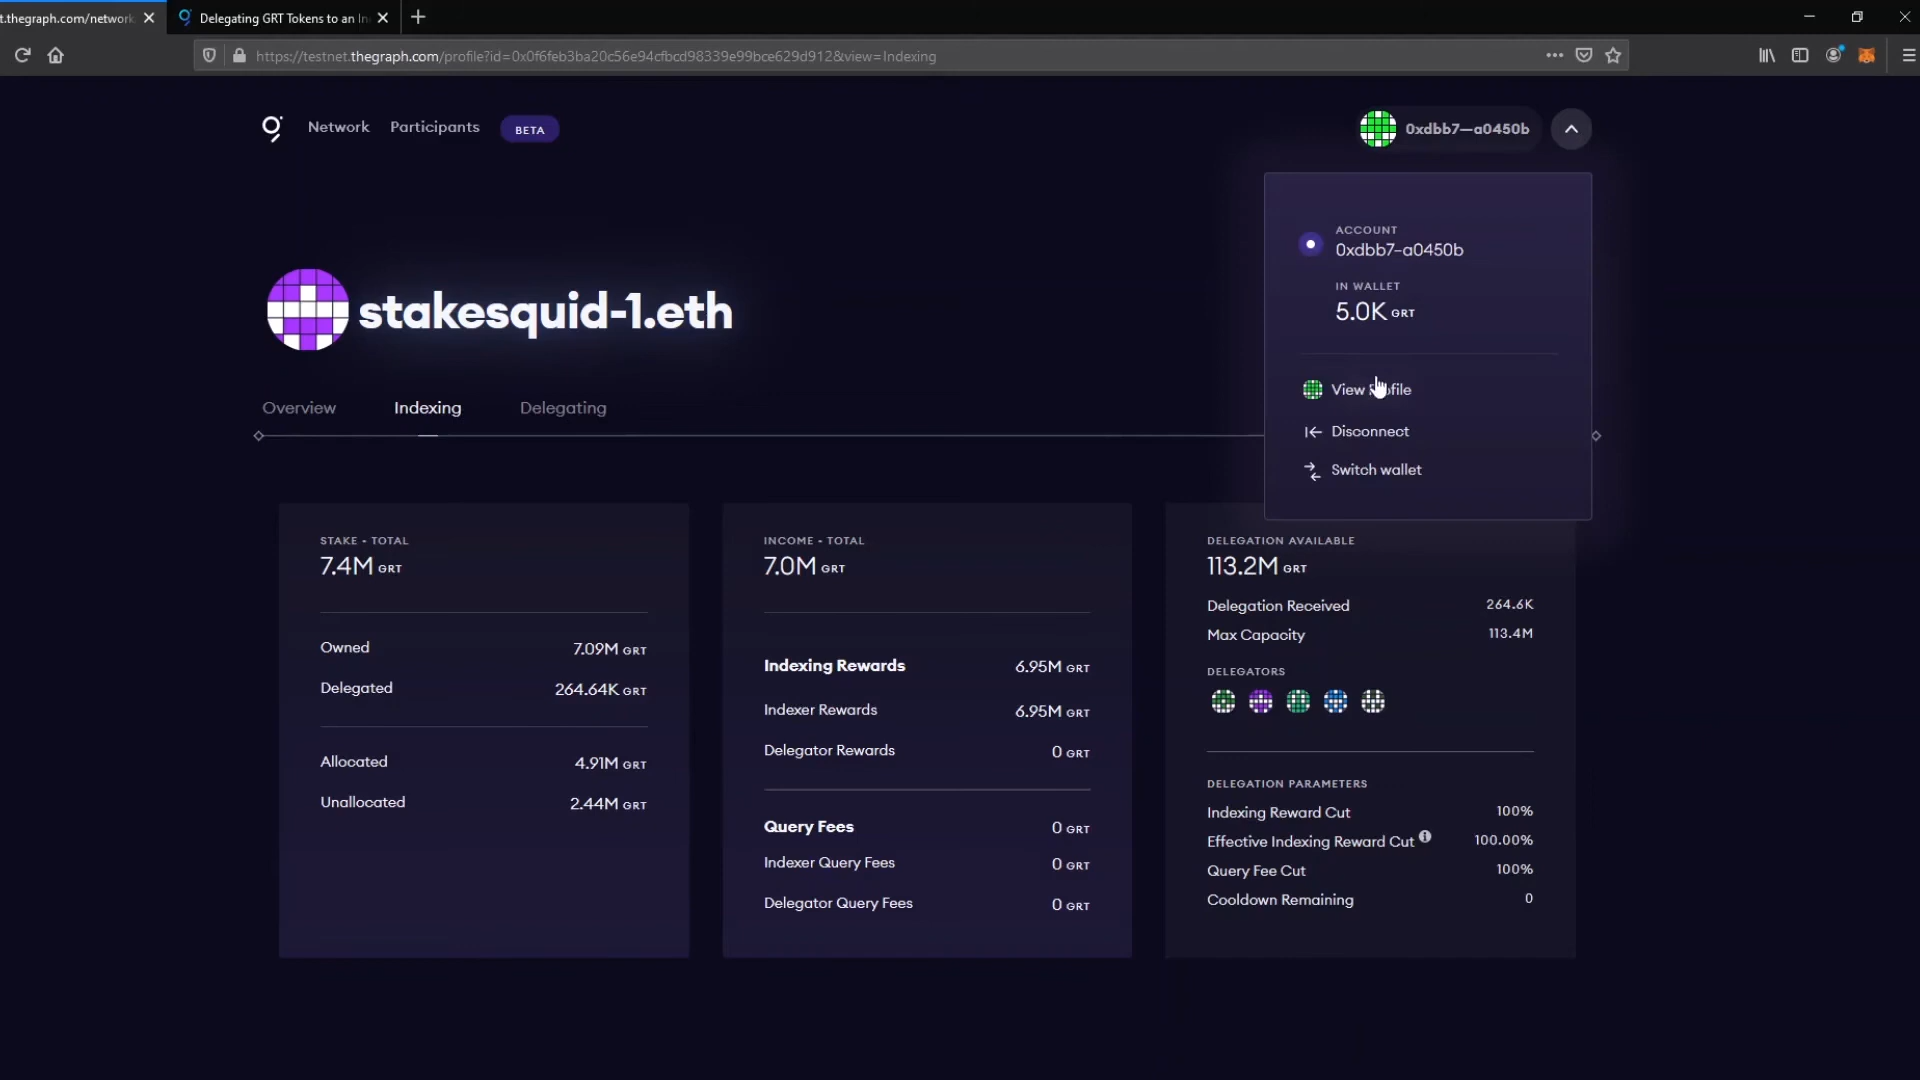 t.thegraph.com/network
Delegating GRT Tokens to an In
https://testnet.thegraph.com/profile?id=0x0f6feb3ba20c56e94cfbcd98339e99bce629d912&view=Indexing
Network Participants BETA
0xdbb7—a0450b
ACCOUNT
0xdbb7-a0450b
IN WALLET
5.0K GRT
View Profile
Disconnect
Switch wallet
stakesquid-1.eth
Overview Indexing Delegating
STAKE • TOTAL
7.4M GRT
Owned 7.09M GRT
Delegated 264.64K GRT
Allocated 4.91M GRT
Unallocated 2.44M GRT
INCOME • TOTAL
7.0M GRT
Indexing Rewards 6.95M GRT
Indexer Rewards 6.95M GRT
Delegator Rewards 0 GRT
Query Fees 0 GRT
Indexer Query Fees 0 GRT
Delegator Query Fees 0 GRT
DELEGATION AVAILABLE
113.2M GRT
Delegation Received 264.6K
Max Capacity 113.4M
DELEGATORS
DELEGATION PARAMETERS
Indexing Reward Cut 100%
Effective Indexing Reward Cut 100.00%
Query Fee Cut 100%
Cooldown Remaining 0